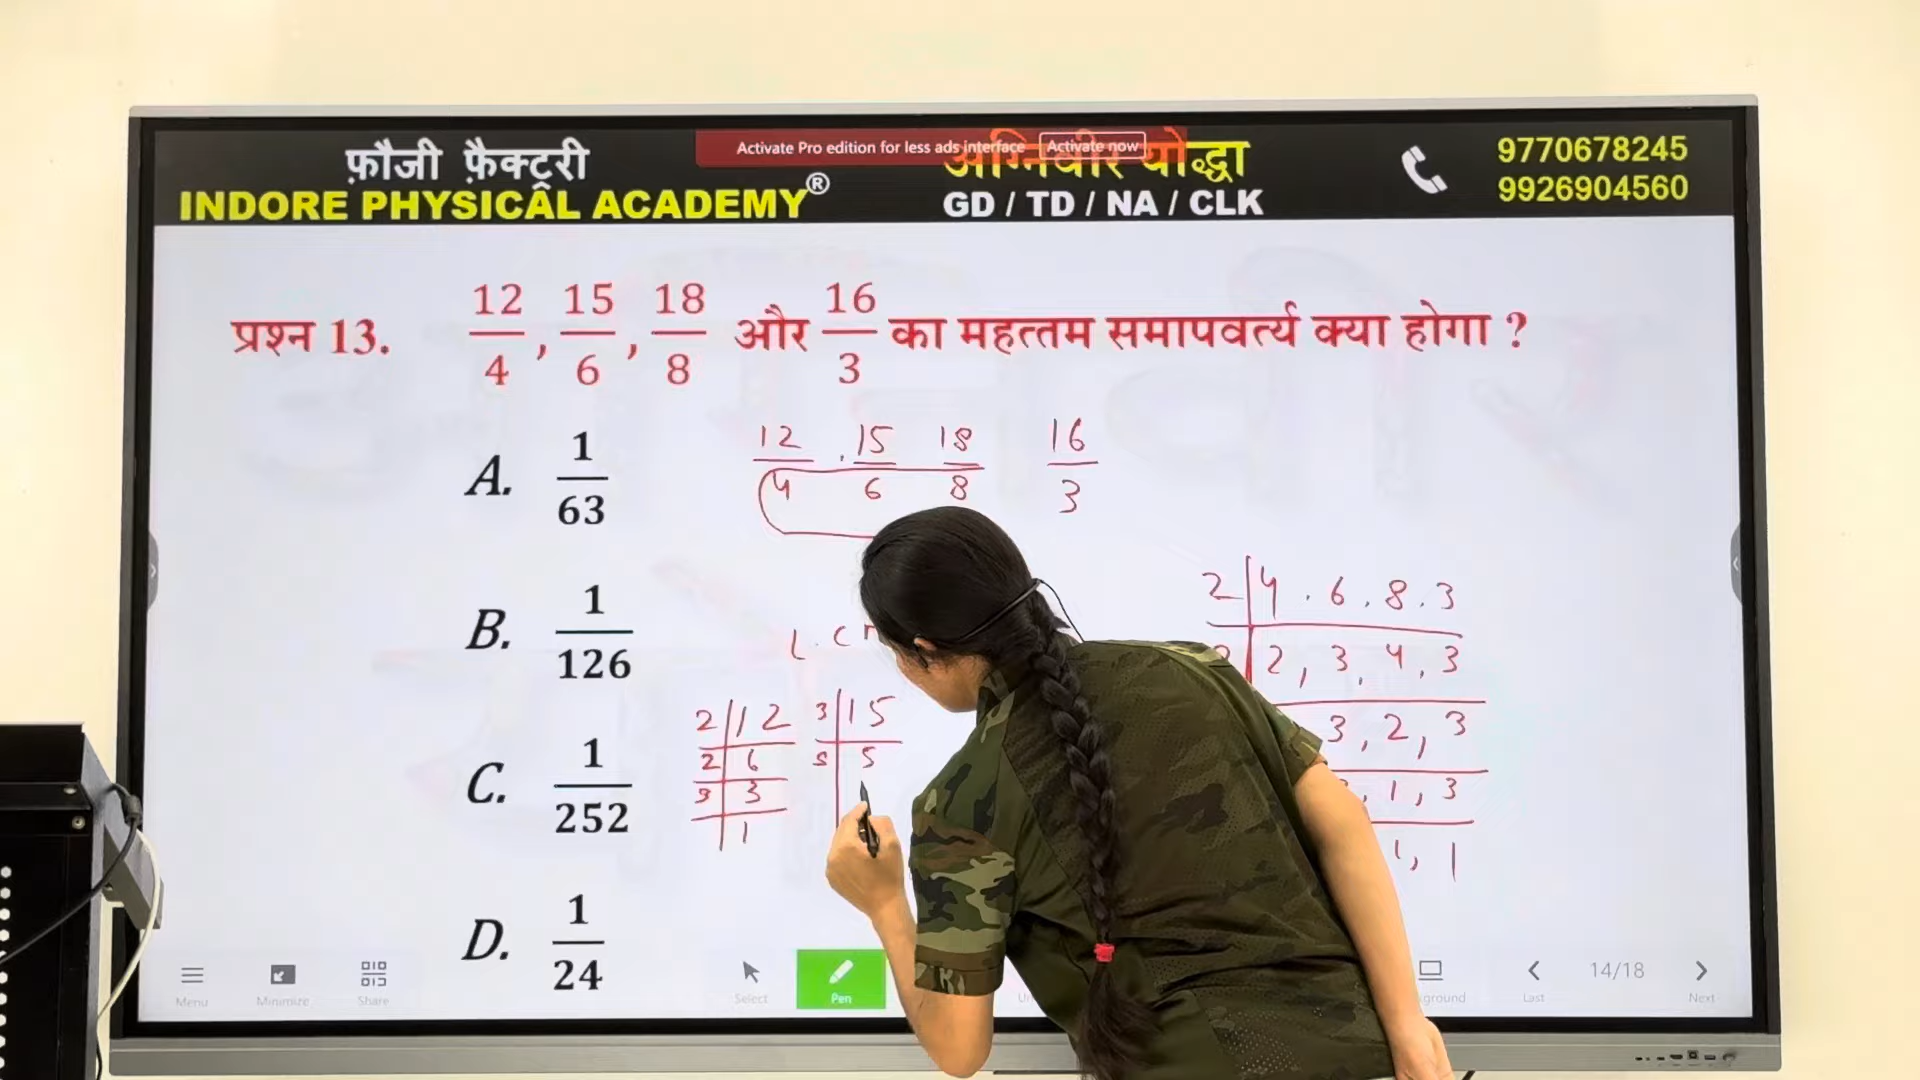 फ़ौजी फ़ैक्ट्री
INDORE PHYSICAL ACADEMY®
Activate Pro edition for less ads interface Activate now
अग्निवीर योद्धा
GD / TD / NA / CLK
9770678245
9926904560
प्रश्न 13. 12/4, 15/6, 18/8 और 16/3 का महत्तम समापवर्त्य क्या होगा ?
A. 1/63
B. 1/126
C. 1/252
D. 1/24
12/4 . 15/6 18/8 16/3
L.C
2 | 12
2 | 6
3 | 3
1
3 | 15
5 | 5
2 | 4 . 6 . 8 . 3
2, 3, 4, 3
3, 2, 3
, 1, 3
1, 1
Menu
Minimize
Share
Select
Pen
14/18
Last
Next